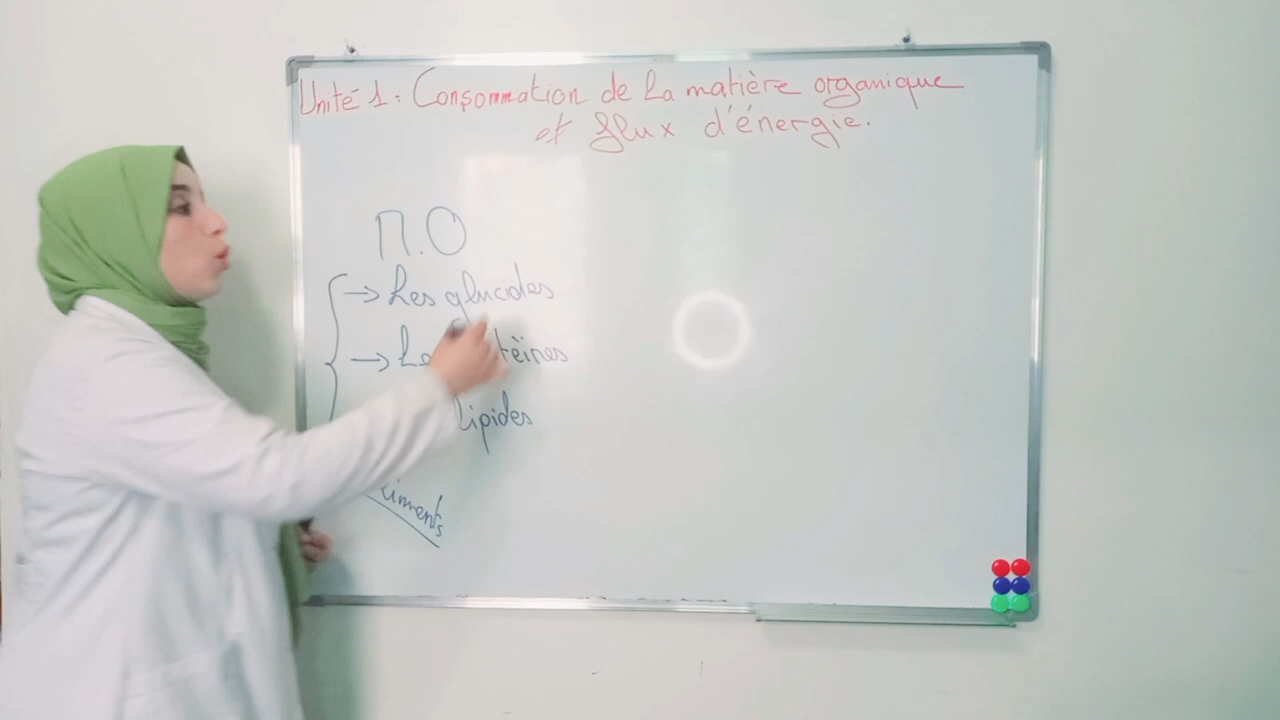 Unité 1: Consommation de la matière organique
et flux d'énergie.
M.O
→ Les glucides
→
lipides